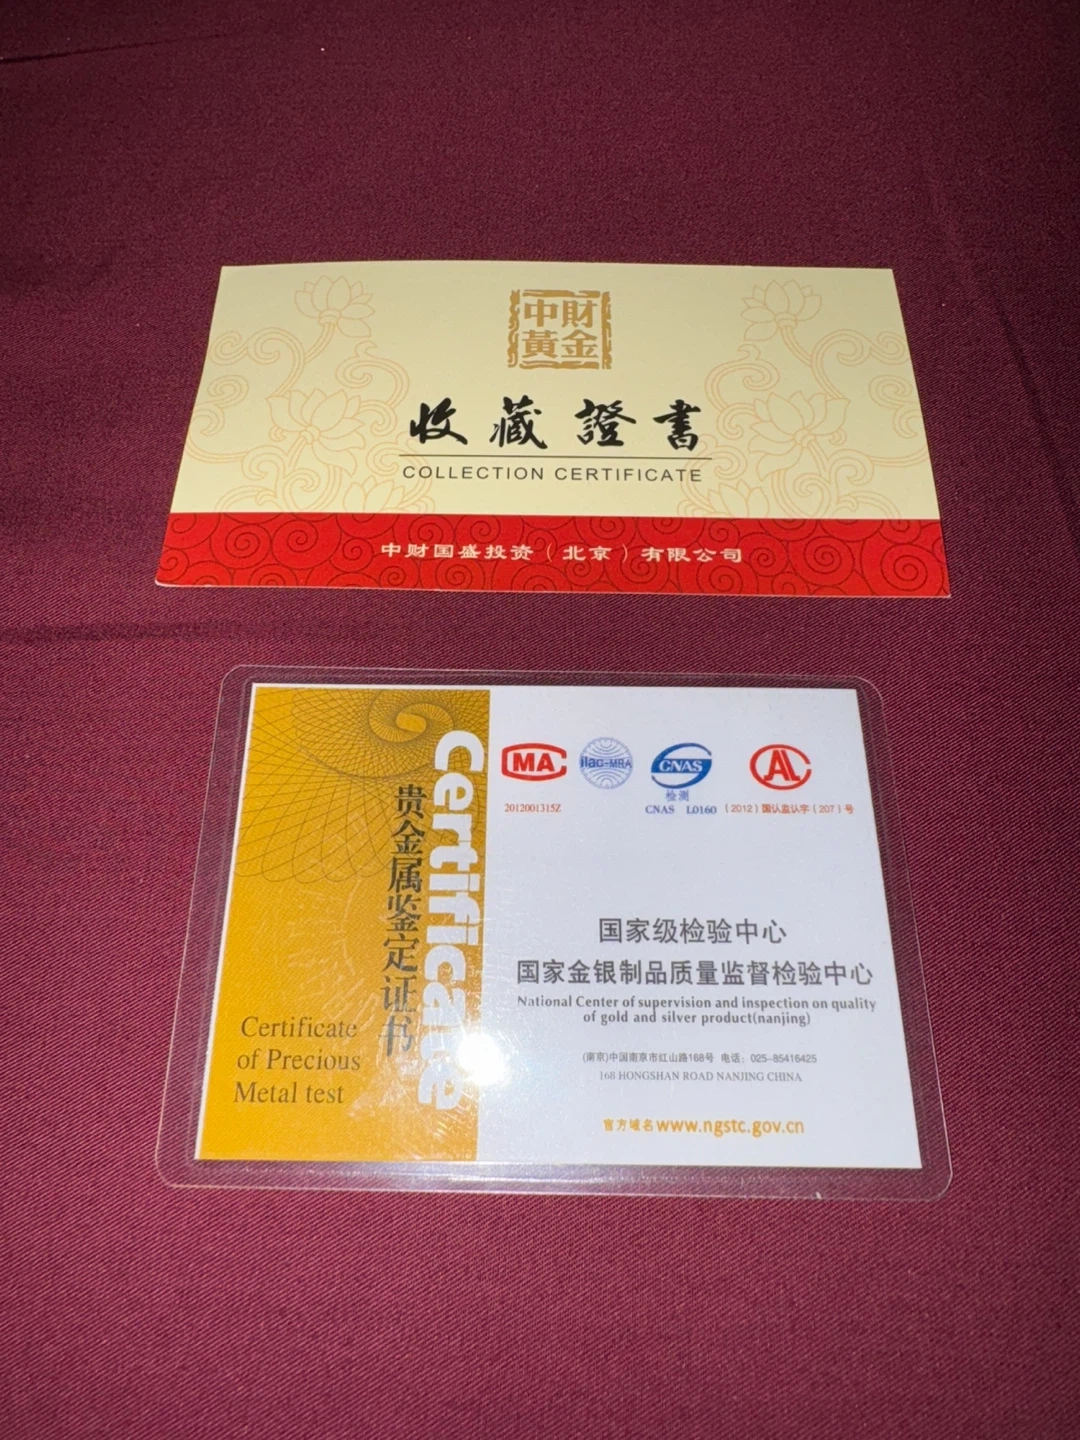 中財
黃金
收藏證書
COLLECTION CERTIFICATE
中财国盛投资（北京）有限公司
Certificate
贵金属鉴定证书
Certificate
of Precious
Metal test
MA
2012001315Z
ilac-MRA
CNAS
检测
CNAS L0160
AL
(2012)国认监认字(207)号
国家级检验中心
国家金银制品质量监督检验中心
National Center of supervision and inspection on quality
of gold and silver product(nanjing)
(南京)中国南京市红山路168号 电话：025-85416425
168 HONGSHAN ROAD NANJING CHINA
官方域名www.ngstc.gov.cn